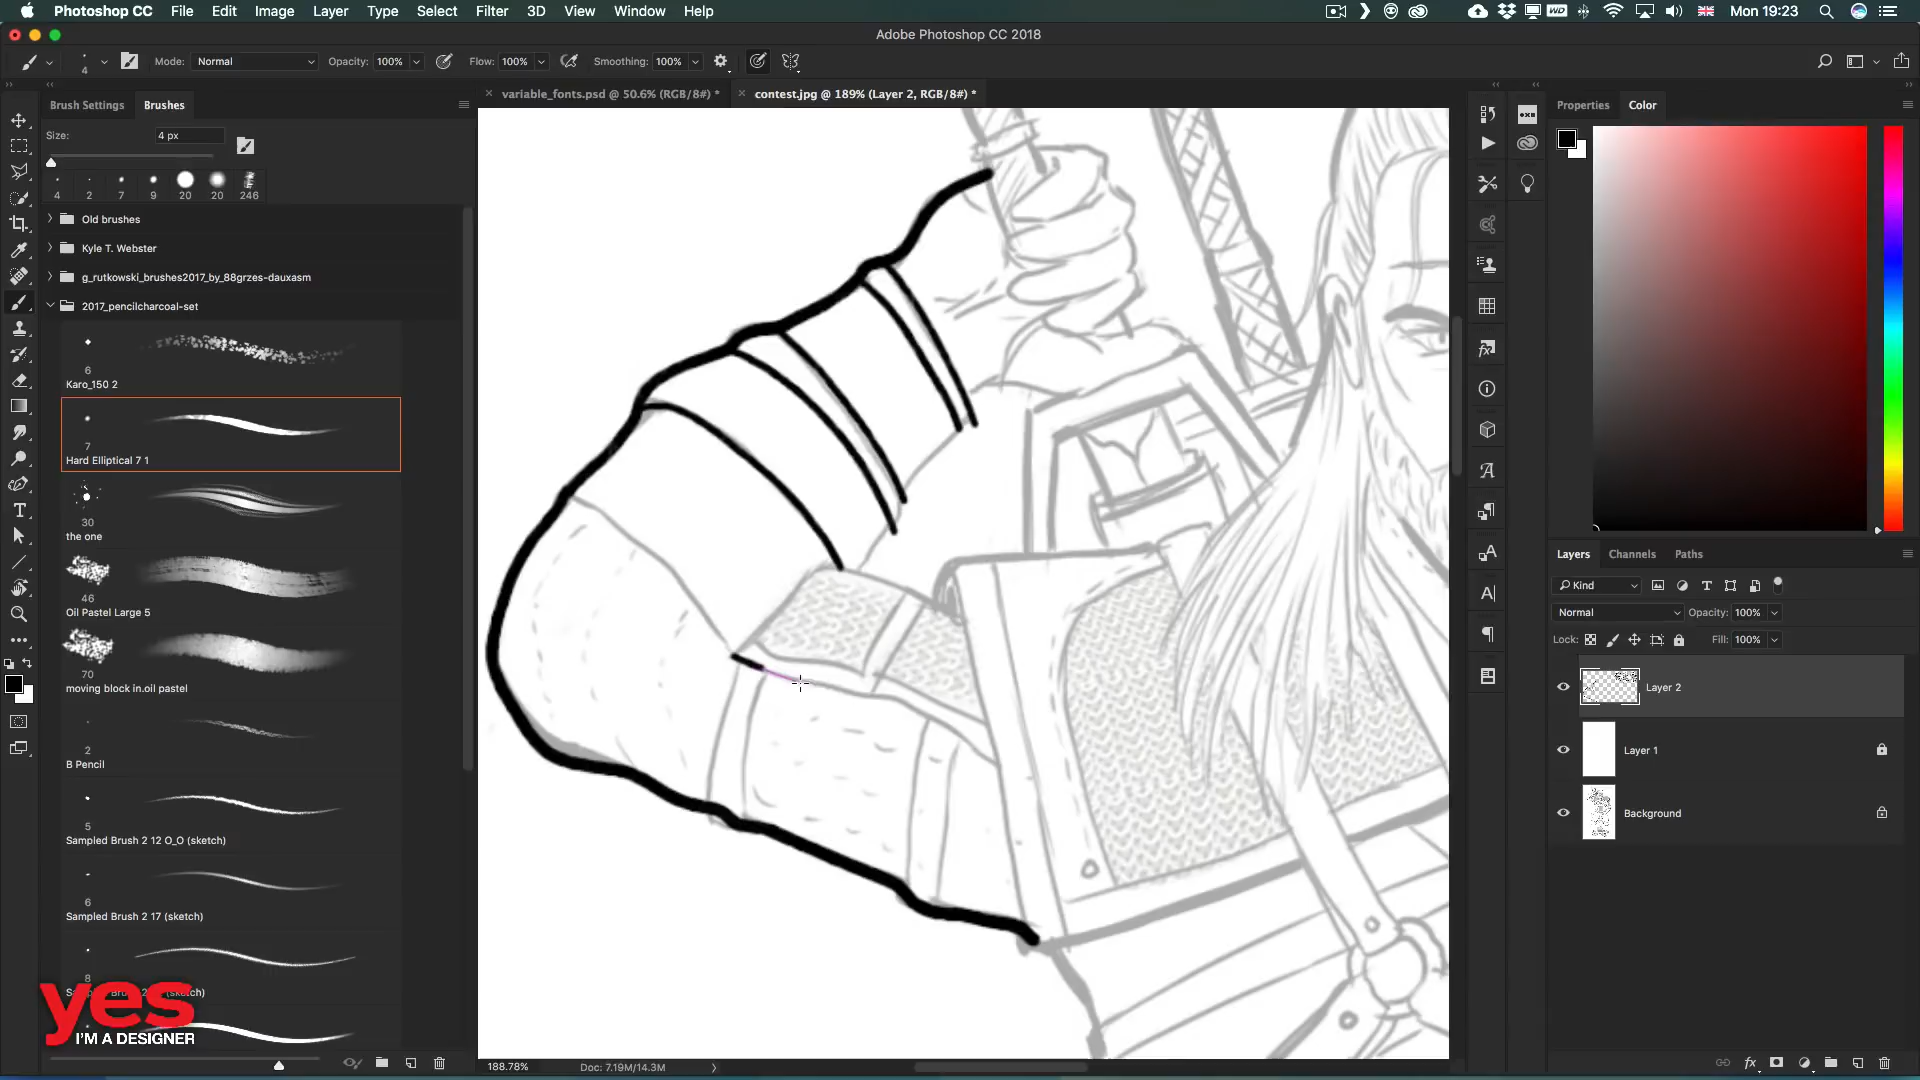 Photoshop CC File Edit Image Layer Type Select Filter 3D View Window Help
WD Mon 19:23
Adobe Photoshop CC 2018
4 Mode: Normal Opacity: 100% Flow: 100% Smoothing: 100%
Brush Settings Brushes
variable_fonts.psd @ 50.6% (RGB/8#) *
contest.jpg @ 189% (Layer 2, RGB/8#) *
Properties Color
Size: 4 px
4 2 7 9 20 20 246
Old brushes
Kyle T. Webster
g_rutkowski_brushes2017_by_88grzes-dauxasm
2017_pencilcharcoal-set
6
Karo_150 2
7
Hard Elliptical 7 1
30
the one
46
Oil Pastel Large 5
70
moving block in.oil pastel
2
B Pencil
5
Sampled Brush 2 12 O_O (sketch)
6
Sampled Brush 2 17 (sketch)
8
(sketch)
yes
I'M A DESIGNER
188.78% Doc: 7.19M/14.3M
Layers Channels Paths
Kind
Normal Opacity: 100%
Lock: Fill: 100%
Layer 2
Layer 1
Background